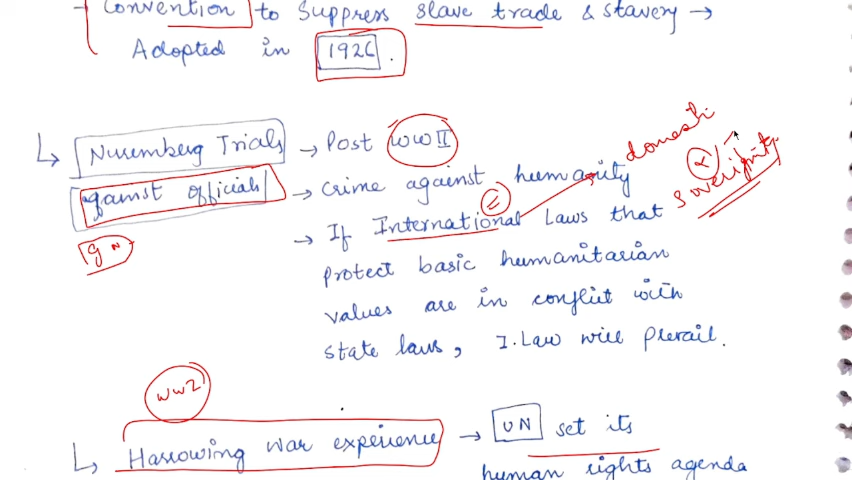 - Convention to suppress slave trade & slavery →
Adopted in 1926.
↳ Nuremberg Trials → Post WW II
against officials → Crime against humanity
→ If International Laws that
protect basic humanitarian
values are in conflict with
state laws, I. Law will prevail.
domestic
sovereignty
WW2
↳ Harrowing war experience → UN set its
human rights agenda